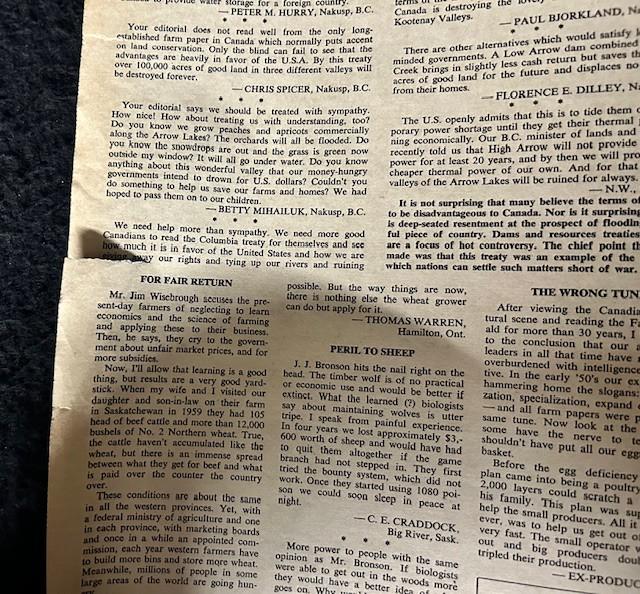 to provide water storage for a foreign country.
— PETER M. HURRY, Nakusp, B.C.
* * *
Your editorial does not read well from the only long-
established farm paper in Canada which normally puts accent
on land conservation. Only the blind can fail to see that the
advantages are heavily in favor of the U.S.A. By this treaty
over 100,000 acres of good land in three different valleys will
be destroyed forever.
— CHRIS SPICER, Nakusp, B.C.
* * *
Your editorial says we should be treated with sympathy.
How nice! How about treating us with understanding, too?
Do you know we grow peaches and apricots commercially
along the Arrow Lakes? The orchards will all be flooded. Do
you know the snowdrops are out and the grass is green now
outside my window? It will all go under water. Do you know
anything about this wonderful valley that our money-hungry
governments intend to drown for U.S. dollars? Couldn't you
do something to help us save our farms and homes? We had
hoped to pass them on to our children.
— BETTY MIHAILUK, Nakusp, B.C.
* * *
We need help more than sympathy. We need more good
Canadians to read the Columbia treaty for themselves and see
how much it is in favor of the United States and how we are
giving away our rights and tying up our rivers and ruining
terms of
Canada is destroying the
Kootenay Valleys.
— PAUL BJORKLAND, N
* * *
There are other alternatives which would satisfy
minded governments. A Low Arrow dam combined
Creek brings in slightly less cash return but saves th
acres of good land for the future and displaces no
from their homes.
— FLORENCE E. DILLEY, Na
* * *
The U.S. openly admits that this is to tide them
porary power shortage until they get their thermal
ning economically. Our B.C. minister of lands and
recently told us that High Arrow will not provide
power for at least 20 years, and by then we will pro
cheaper thermal power of our own. And for that
valleys of the Arrow Lakes will be ruined for always.
— N.W..
It is not surprising that many believe the terms of
to be disadvantageous to Canada. Nor is it surprising
is deep-seated resentment at the prospect of floodin
ful piece of country. Dams and resources treaties
are a focus of hot controversy. The chief point th
made was that this treaty was an example of the
which nations can settle such matters short of war.
FOR FAIR RETURN
Mr. Jim Wisebrough accuses the pre-
sent-day farmers of neglecting to learn
economics and the science of farming
and applying these to their business.
Then, he says, they cry to the govern-
ment about unfair market prices, and for
more subsidies.
Now, I'll allow that learning is a good
thing, but results are a very good yard-
stick. When my wife and I visited our
daughter and son-in-law on their farm
in Saskatchewan in 1959 they had 105
head of beef cattle and more than 12,000
bushels of No. 2 Northern wheat. True,
the cattle haven't accumulated like the
wheat, but there is an immense spread
between what they get for beef and what
is paid over the counter the country
over.
These conditions are about the same
in all the western provinces. Yet, with
a federal ministry of agriculture and one
in each province, with marketing boards
and once in a while an appointed com-
mission, each year western farmers have
to build more bins and store more wheat.
Meanwhile, millions of people in some
large areas of the world are going hun-
possible. But the way things are now,
there is nothing else the wheat grower
can do but apply for it.
— THOMAS WARREN,
Hamilton, Ont.
PERIL TO SHEEP
J. J. Bronson hits the nail right on the
head. The timber wolf is of no practical
or economic use and would be better if
extinct. What the learned (?) biologists
say about maintaining wolves is utter
tripe. I speak from painful experience.
In four years we lost approximately $3,-
600 worth of sheep and would have had
to quit them altogether if the game
branch had not stepped in. They first
tried the bounty system, which did not
work. Once they started using 1080 poi-
son we could soon sleep in peace at
night.
— C. E. CRADDOCK,
Big River, Sask.
* * *
More power to people with the same
opinion as Mr. Bronson. If biologists
were able to get out in the woods more
they would have a better idea of
goes on. Why
THE WRONG TUN
After viewing the Canadia
tural scene and reading the F
ald for more than 30 years, I
to the conclusion that our a
leaders in all that time have
overburdened with intelligence
tive. In the early '50's our ex
hammering home the slogans:
zation, specialization, expand
— and all farm papers were p
same tune. Now look at the
some have the nerve to t
shouldn't have put all our egg
basket.
Before the egg deficiency
plan came into being a poultry
2,000 layers could scratch a
his family. This plan was sup
help the small producers. All it
ever, was to help us get out o
very fast. The small operator
out and big producers doub
tripled their production.
— EX-PRODUC